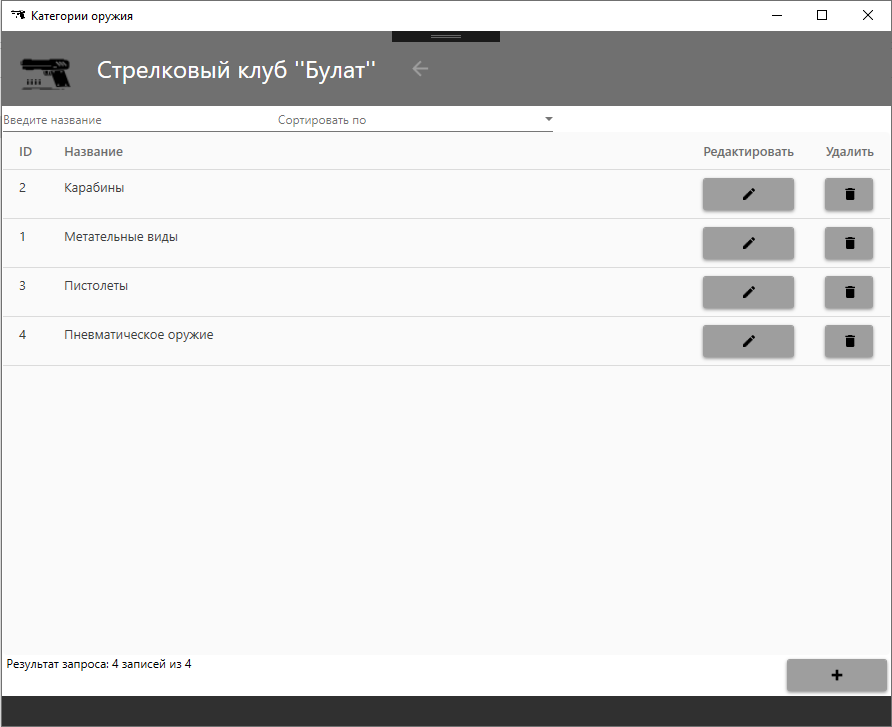 Категории оружия
Стрелковый клуб ''Булат''
Введите название Сортировать по
ID Название Редактировать Удалить
2 Карабины
1 Метательные виды
3 Пистолеты
4 Пневматическое оружие
Результат запроса: 4 записей из 4